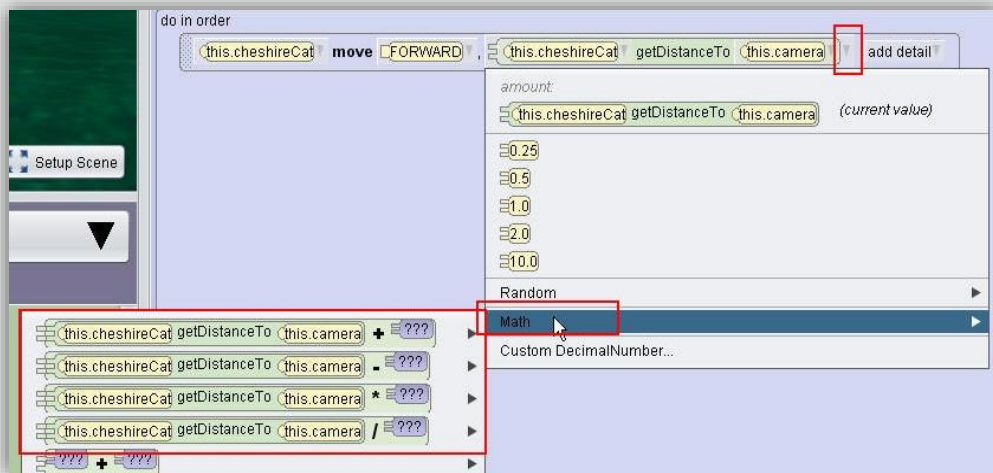 do in order
this.cheshireCat move FORWARD , this.cheshireCat getDistanceTo this.camera add detail
amount:
this.cheshireCat getDistanceTo this.camera (current value)
0.25
Setup Scene
0.5
1.0
2.0
10.0
Random
Math
Custom DecimalNumber...
this.cheshireCat getDistanceTo this.camera + ???
this.cheshireCat getDistanceTo this.camera - ???
this.cheshireCat getDistanceTo this.camera * ???
this.cheshireCat getDistanceTo this.camera / ???
??? + ???